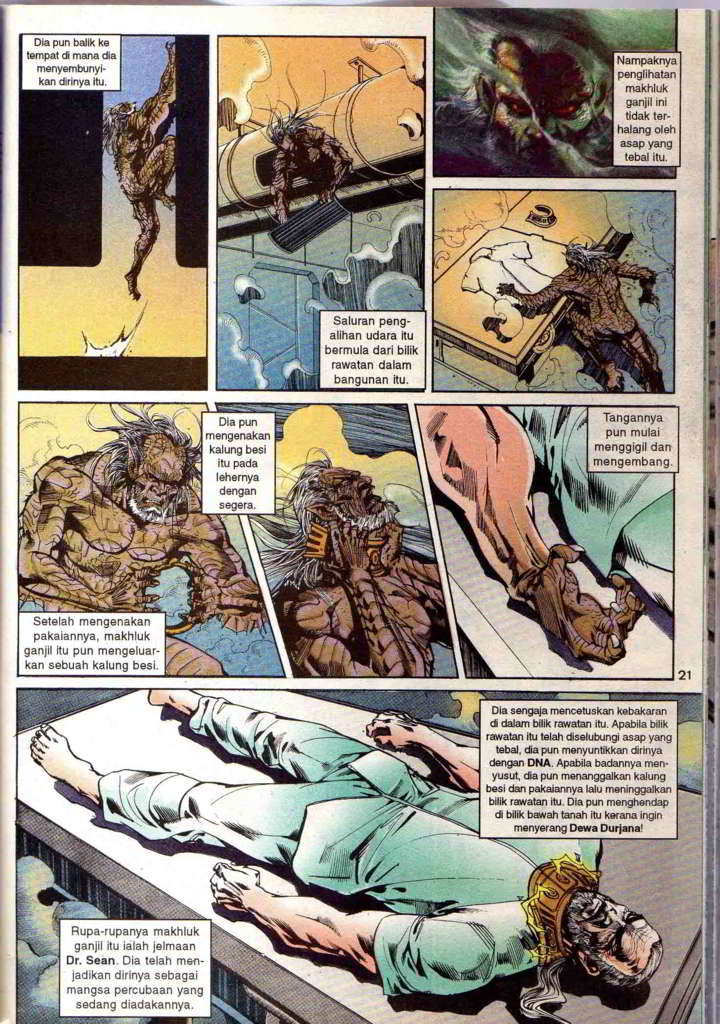 Dia pun balik ke
tempat di mana dia
menyembunyi-
kan dirinya itu.
Saluran peng-
alihan udara itu
bermula dari bilik
rawatan dalam
bangunan itu.
Nampaknya
penglihatan
makhluk
ganjil ini
tidak ter-
halang oleh
asap yang
tebal itu.
Setelah mengenakan
pakaiannya, makhluk
ganjil itu pun mengeluar-
kan sebuah kalung besi.
Dia pun
mengenakan
kalung besi
itu pada
lehernya
dengan
segera.
Tangannya
pun mulai
menggigil dan
mengembang.
21
Dia sengaja mencetuskan kebakaran
di dalam bilik rawatan itu. Apabila bilik
rawatan itu telah diselubungi asap yang
tebal, dia pun menyuntikkan dirinya
dengan DNA. Apabila badannya men-
yusut, dia pun menanggalkan kalung
besi dan pakaiannya lalu meninggalkan
bilik rawatan itu. Dia pun menghendap
di bilik bawah tanah itu kerana ingin
menyerang Dewa Durjana!
Rupa-rupanya makhluk
ganjil itu ialah jelmaan
Dr. Sean. Dia telah men-
jadikan dirinya sebagai
mangsa percubaan yang
sedang diadakannya.